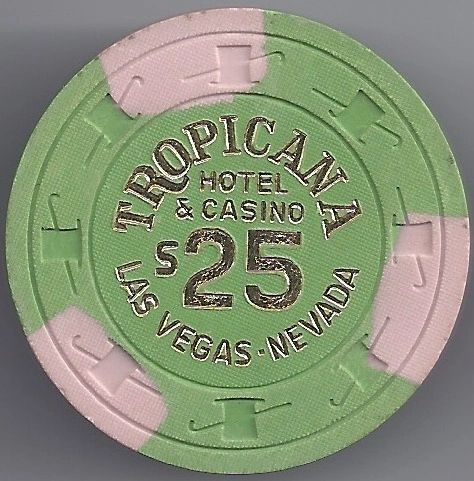 TROPICANA
HOTEL
& CASINO
$25
LAS VEGAS-NEVADA